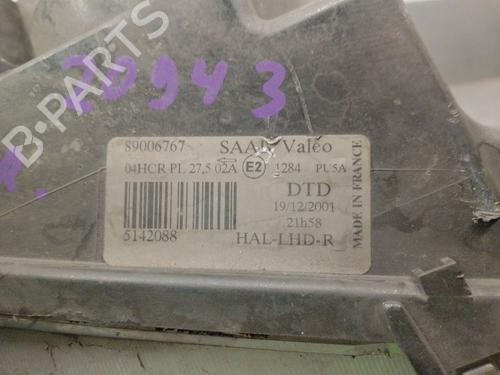 B-PARTS
20943
89006767 SAAB Valeo
04HCR PL 27,5 02A E2 1284 PU5A
DTD
19/12/2001
21h58
5142088 HAL-LHD-R
MADE IN FRANCE